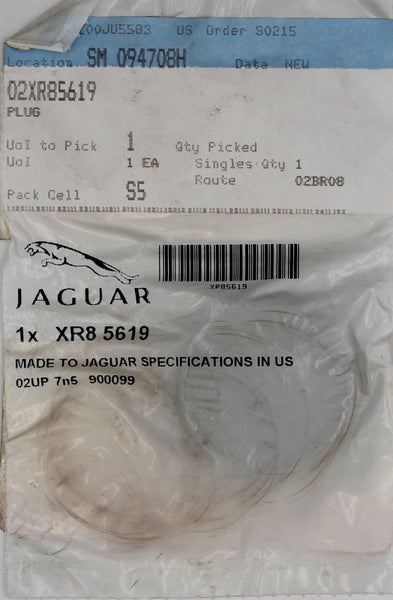 200JU5583 US Order S0215
Location SM 094708H Data NEW
02XR85619
PLUG
UoI to Pick 1 Qty Picked
UoI 1 EA Singles Qty 1
Route 02BR08
Pack Cell S5
JAGUAR
XR85619
1x XR8 5619
MADE TO JAGUAR SPECIFICATIONS IN US
02UP 7n5 900099